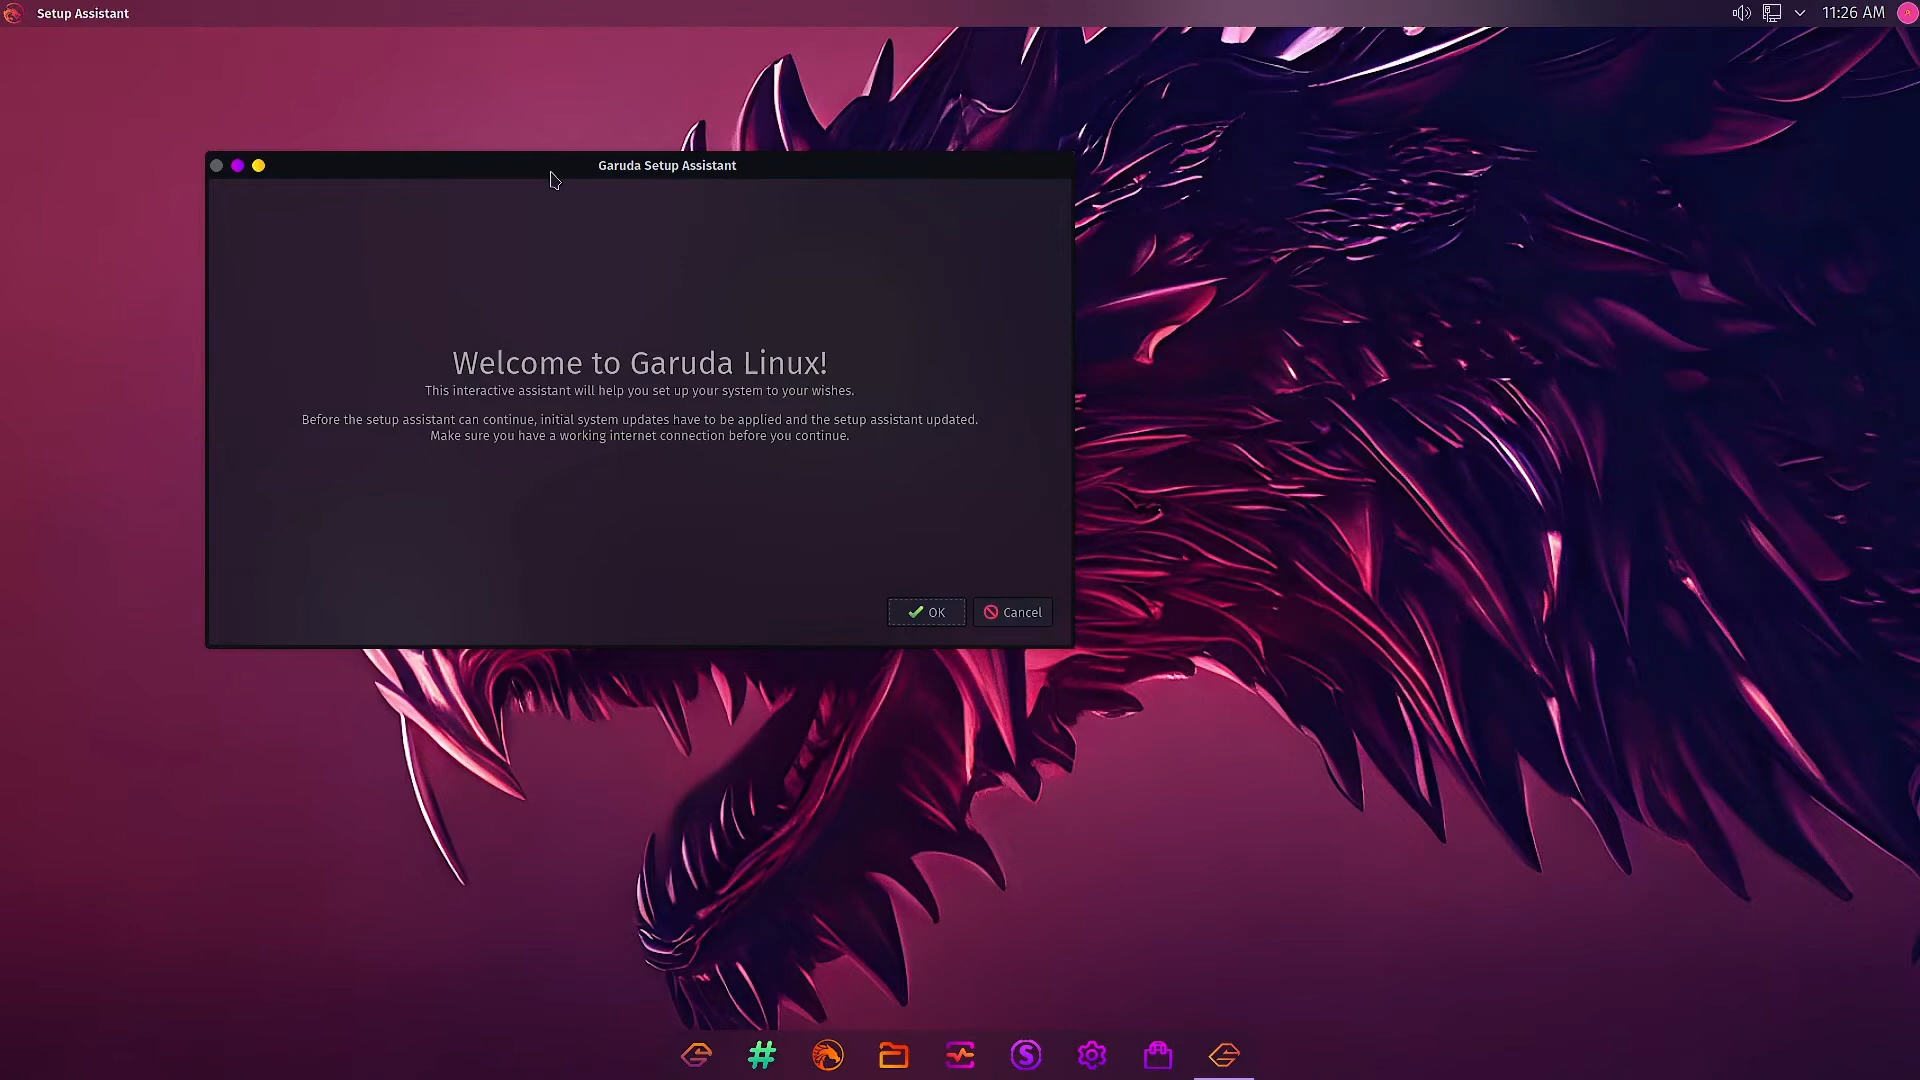 Setup Assistant
11:26 AM
Garuda Setup Assistant
Welcome to Garuda Linux!
This interactive assistant will help you set up your system to your wishes.
Before the setup assistant can continue, initial system updates have to be applied and the setup assistant updated.
Make sure you have a working internet connection before you continue.
OK
Cancel